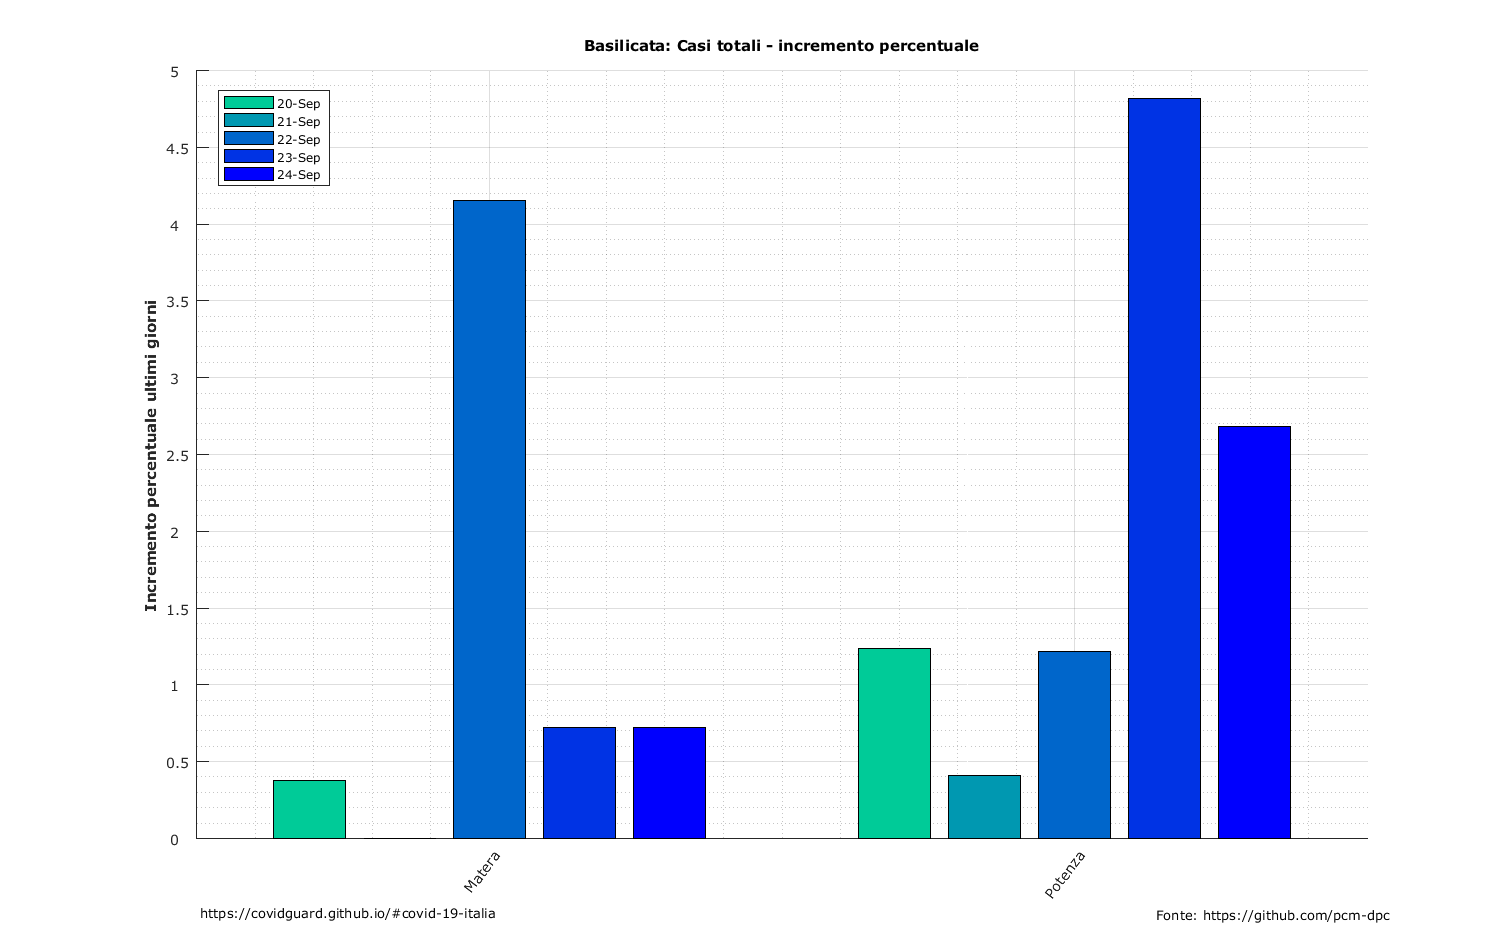 Basilicata: Casi totali - incremento percentuale
20-Sep
21-Sep
22-Sep
23-Sep
24-Sep
Incremento percentuale ultimi giorni
5
4.5
4
3.5
3
2.5
2
1.5
1
0.5
0
Matera
Potenza
https://covidguard.github.io/#covid-19-italia
Fonte: https://github.com/pcm-dpc